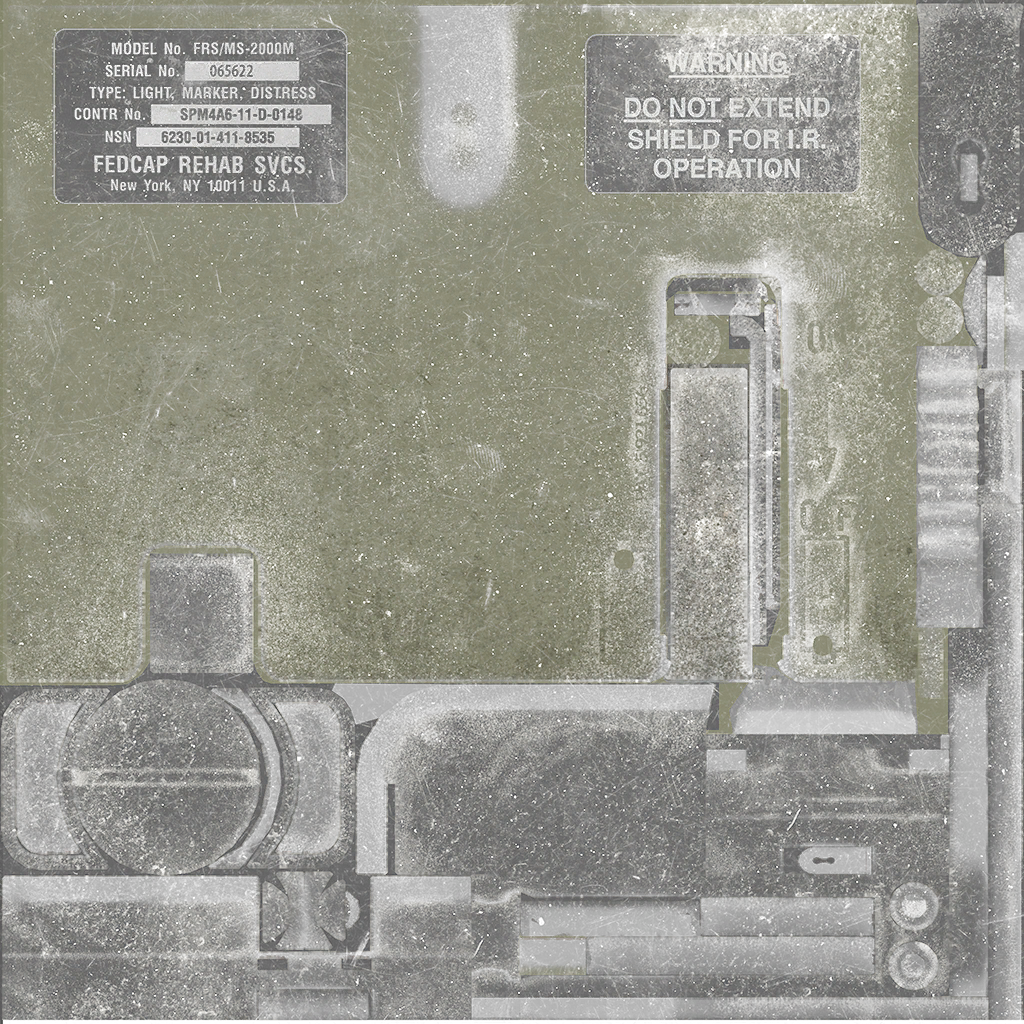 MODEL No. FRS/MS-2000M
SERIAL No. 065622
TYPE: LIGHT, MARKER, DISTRESS
CONTR No. SPM4A6-11-D-0148
NSN 6230-01-411-8535
FEDCAP REHAB SVCS.
New York, NY 10011 U.S.A.
WARNING
DO NOT EXTEND
SHIELD FOR I.R.
OPERATION